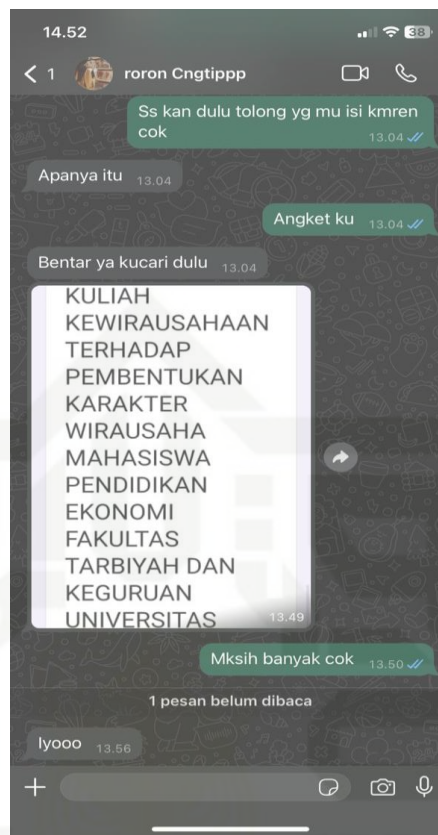 14.52
38
1
roron Cngtippp
Ss kan dulu tolong yg mu isi kmren
cok
13.04
Apanya itu 13.04
Angket ku 13.04
Bentar ya kucari dulu 13.04
KULIAH
KEWIRAUSAHAAN
TERHADAP
PEMBENTUKAN
KARAKTER
WIRAUSAHA
MAHASISWA
PENDIDIKAN
EKONOMI
FAKULTAS
TARBIYAH DAN
KEGURUAN
UNIVERSITAS
13.49
Mksih banyak cok 13.50
1 pesan belum dibaca
Iyooo 13.56